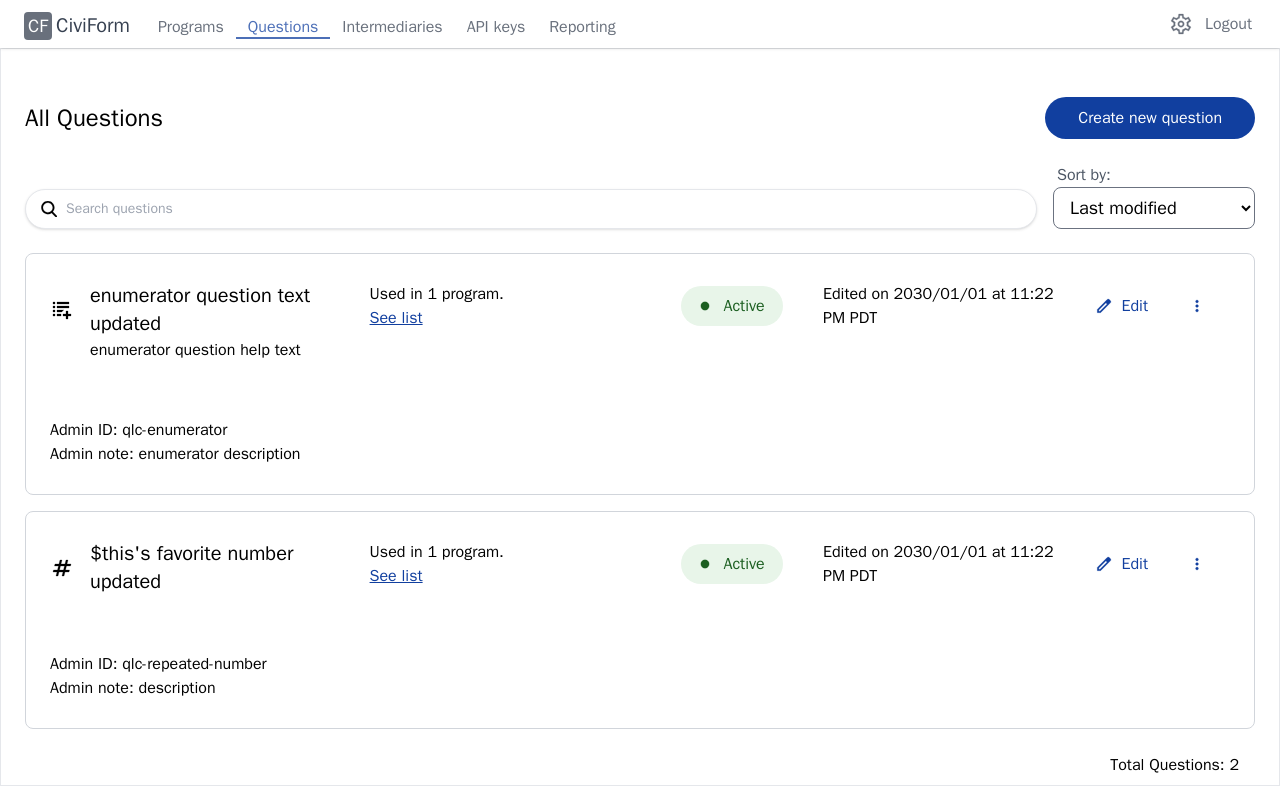 CF CiviForm Programs Questions Intermediaries API keys Reporting Logout
All Questions
Create new question
Sort by:
Search questions
Last modified
enumerator question text
updated
enumerator question help text
Used in 1 program.
See list
Active
Edited on 2030/01/01 at 11:22
PM PDT
Edit
Admin ID: qlc-enumerator
Admin note: enumerator description
$this's favorite number
updated
Used in 1 program.
See list
Active
Edited on 2030/01/01 at 11:22
PM PDT
Edit
Admin ID: qlc-repeated-number
Admin note: description
Total Questions: 2